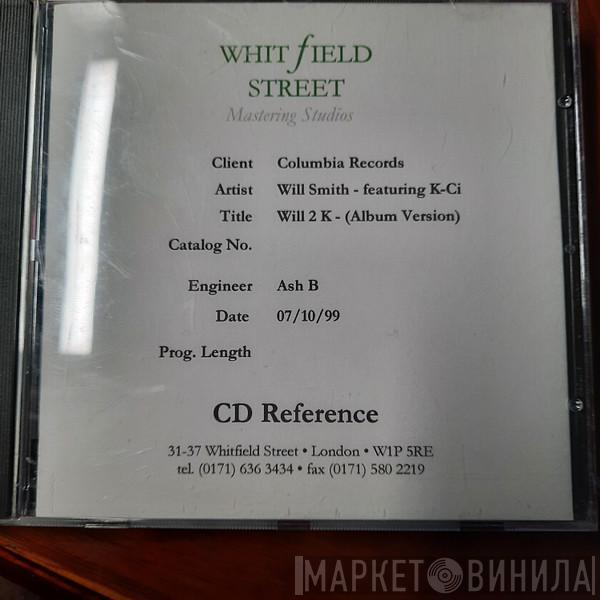 WHITfIELD
STREET
Mastering Studios
Client Columbia Records
Artist Will Smith - featuring K-Ci
Title Will 2 K - (Album Version)
Catalog No.
Engineer Ash B
Date 07/10/99
Prog. Length
CD Reference
31-37 Whitfield Street • London • W1P 5RE
tel. (0171) 636 3434 • fax (0171) 580 2219
МАРКЕТ ВИНИЛА